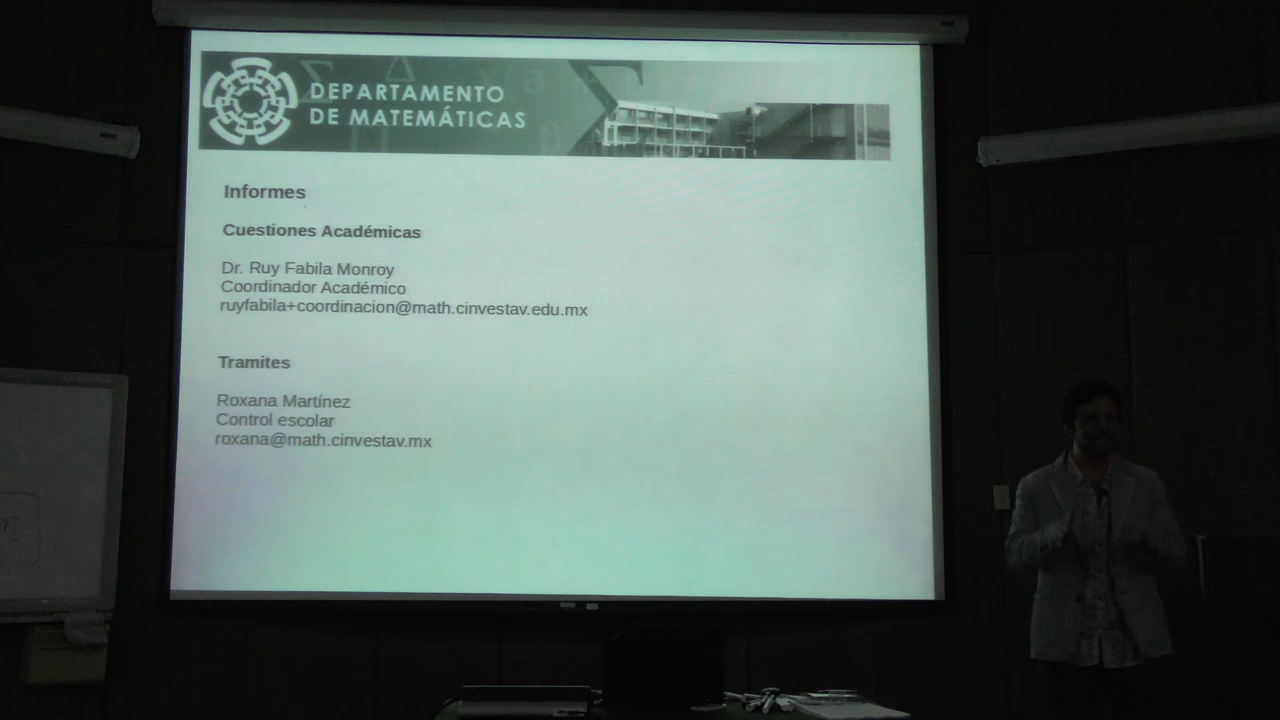 DEPARTAMENTO
DE MATEMÁTICAS
Informes
Cuestiones Académicas
Dr. Ruy Fabila Monroy
Coordinador Académico
ruyfabila+coordinacion@math.cinvestav.edu.mx
Tramites
Roxana Martínez
Control escolar
roxana@math.cinvestav.mx